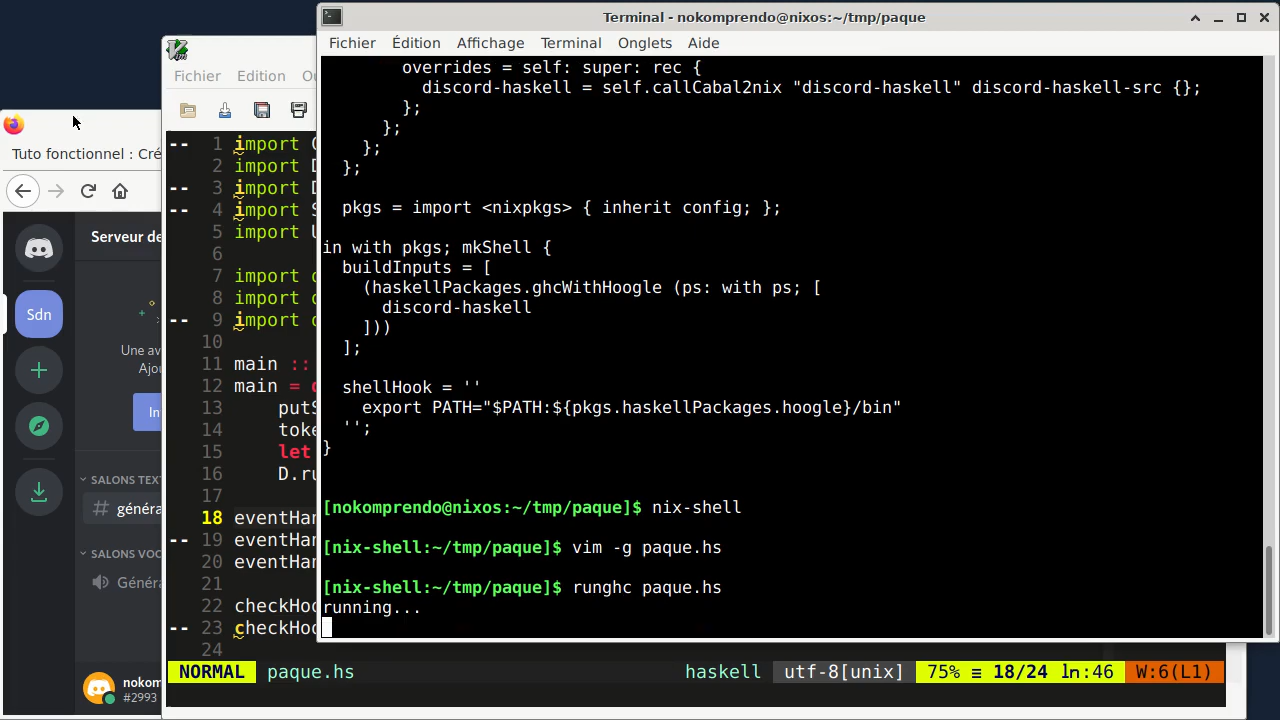 Terminal - nokomprendo@nixos:~/tmp/paque
Fichier Édition Affichage Terminal Onglets Aide
overrides = self: super: rec {
discord-haskell = self.callCabal2nix "discord-haskell" discord-haskell-src {};
};
};
};
};
pkgs = import <nixpkgs> { inherit config; };
in with pkgs; mkShell {
buildInputs = [
(haskellPackages.ghcWithHoogle (ps: with ps; [
discord-haskell
]))
];
shellHook = ''
export PATH="$PATH:${pkgs.haskellPackages.hoogle}/bin"
'';
}
[nokomprendo@nixos:~/tmp/paque]$ nix-shell
[nix-shell:~/tmp/paque]$ vim -g paque.hs
[nix-shell:~/tmp/paque]$ runghc paque.hs
running...
Fichier Edition
-- 1 import
2 import
-- 3 import
-- 4 import
5 import
6
7 import
8 import
-- 9 import
10
11 main ::
12 main =
13 putS
14 toke
15 let
16 D.ru
17
18 eventHan
-- 19 eventHan
20 eventHan
21
22 checkHoo
-- 23 checkHoo
24
NORMAL paque.hs haskell utf-8[unix] 75% ≡ 18/24 ln:46 W:6(L1)
Tuto fonctionnel : Cré
Serveur de
Sdn
Une av
Ajou
In
SALONS TEX
# généra
SALONS VOC
Généra
nokom
#2993